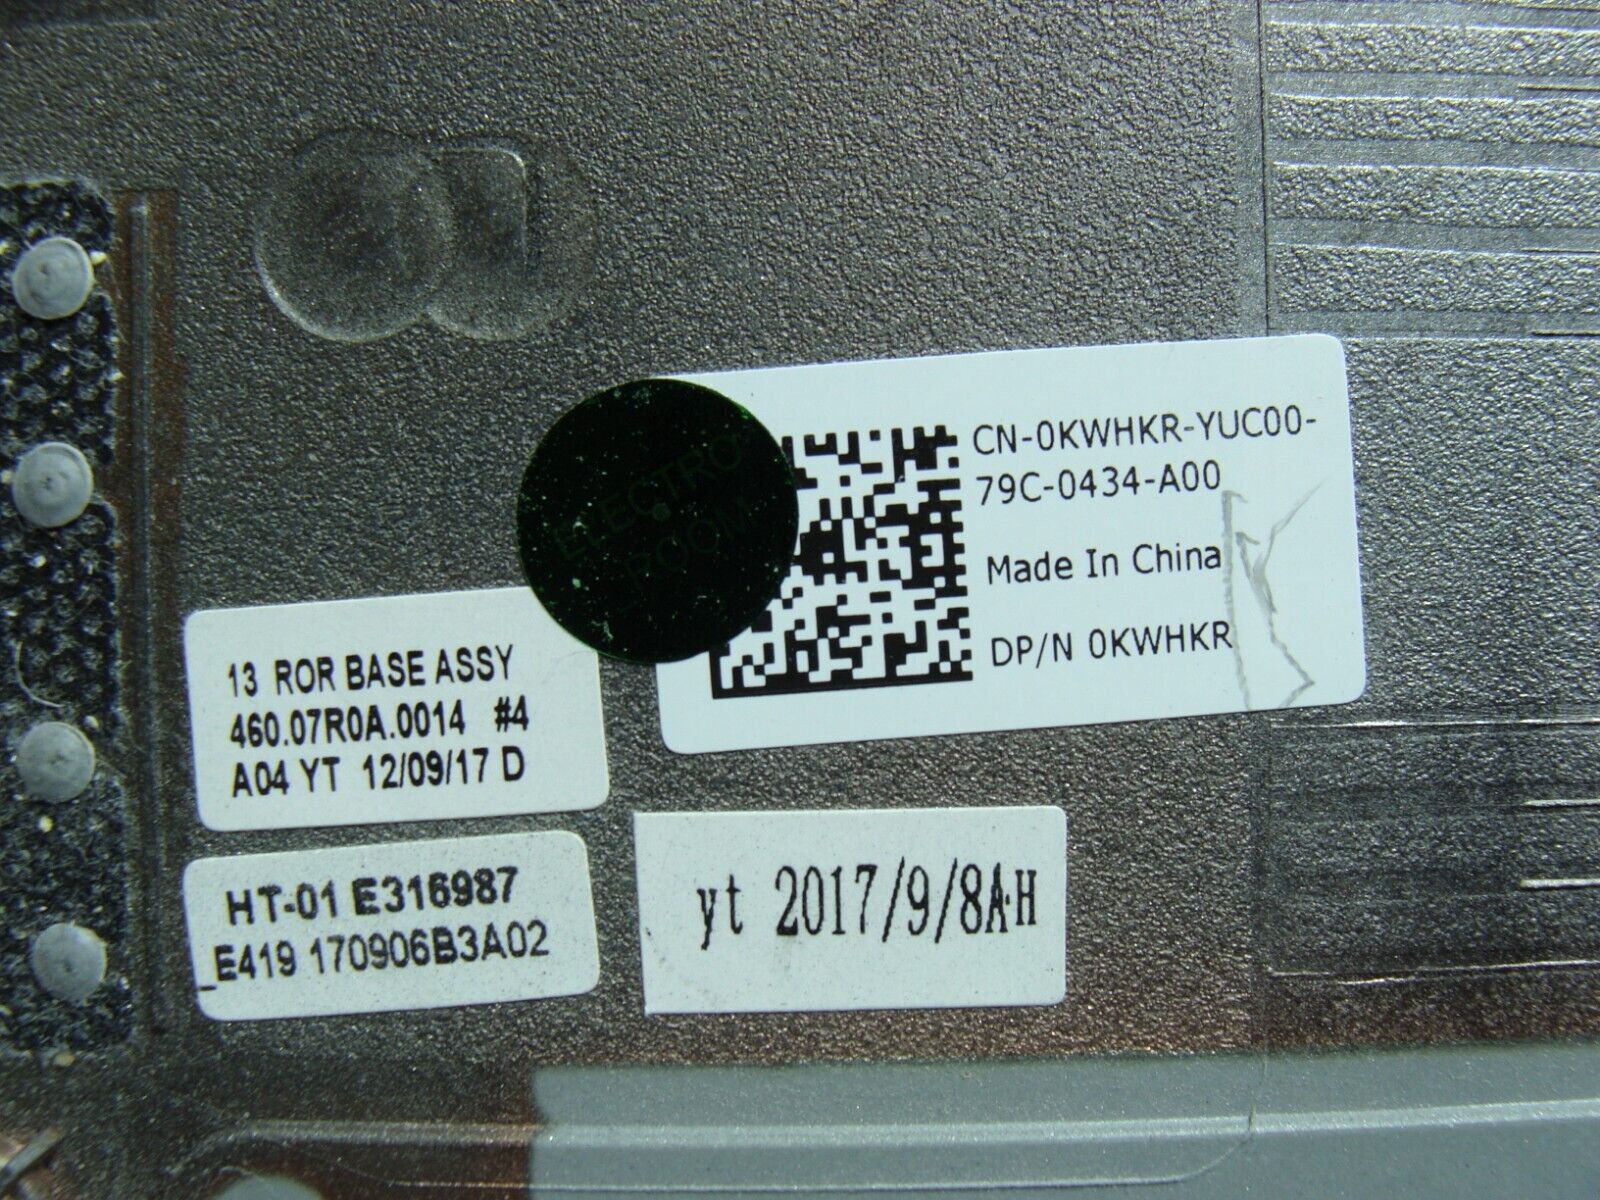 ELECTRO
ROOM
CN-0KWHKR-YUC00-
79C-0434-A00
Made In China
DP/N 0KWHKR
13 ROR BASE ASSY
460.07R0A.0014 #4
A04 YT 12/09/17 D
HT-01 E316987
_E419 170906B3A02
yt 2017/9/8A·H